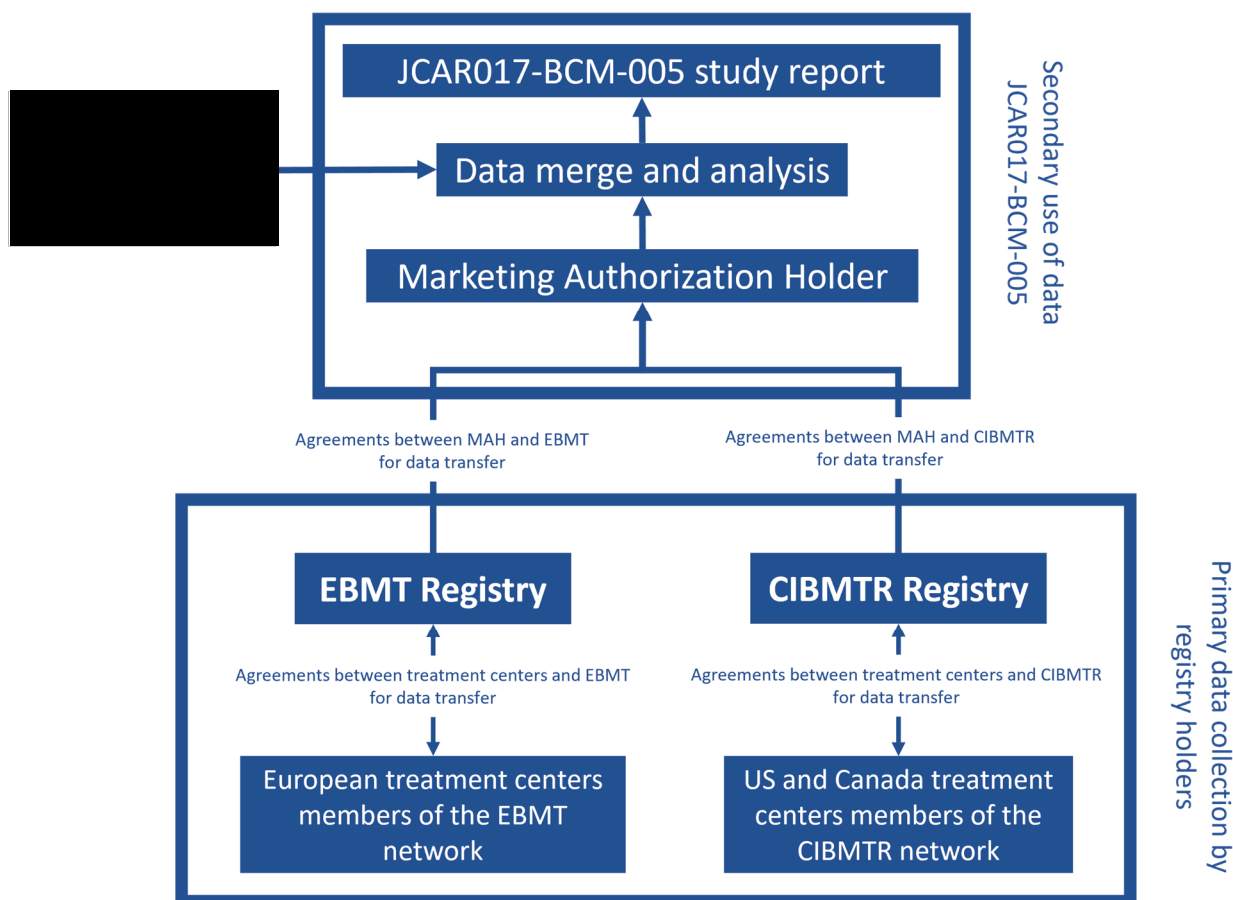 JCAR017-BCM-005 study report
Data merge and analysis
Marketing Authorization Holder
Secondary use of data
JCAR017-BCM-005
Agreements between MAH and EBMT
for data transfer
Agreements between MAH and CIBMTR
for data transfer
EBMT Registry
CIBMTR Registry
Agreements between treatment centers and EBMT
for data transfer
Agreements between treatment centers and CIBMTR
for data transfer
European treatment centers
members of the EBMT
network
US and Canada treatment
centers members of the
CIBMTR network
Primary data collection by
registry holders